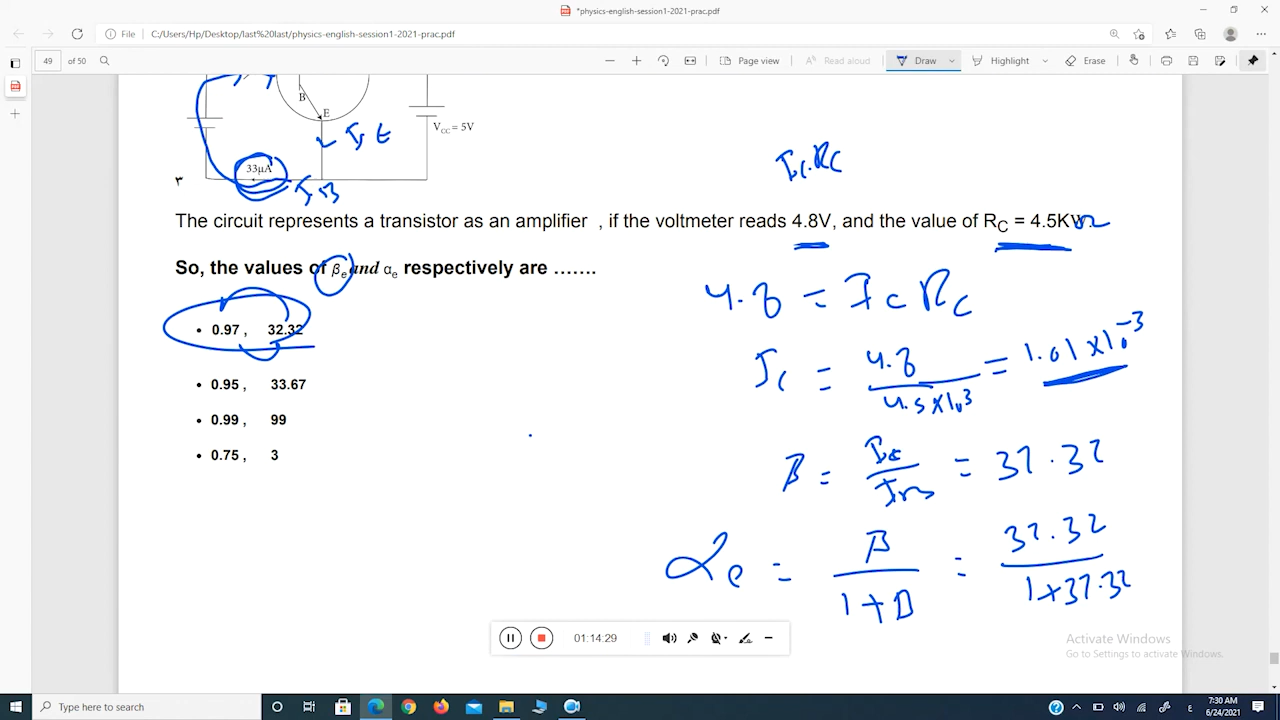 *physics-english-session1-2021-prac.pdf
File C:/Users/Hp/Desktop/last%20last/physics-english-session1-2021-prac.pdf
49 of 50 Page view Read aloud Draw Highlight Erase
B
E
V_CC = 5V
I_E
33µA
I_B
٣
I_C.R_C
The circuit represents a transistor as an amplifier , if the voltmeter reads 4.8V, and the value of R_C = 4.5K Ω
So, the values of β_e and α_e respectively are …….
4.8 = I_C R_C
• 0.97 , 32.32
I_C = 4.8 / 4.5×10³ = 1.01×10⁻³
• 0.95 , 33.67
• 0.99 , 99
• 0.75 , 3
β = I_C / I_B = 32.32
α_e = β / 1+β = 32.32 / 1+32.32
01:14:29
Activate Windows
Go to Settings to activate Windows.
Type here to search
7:30 AM
6/24/2021